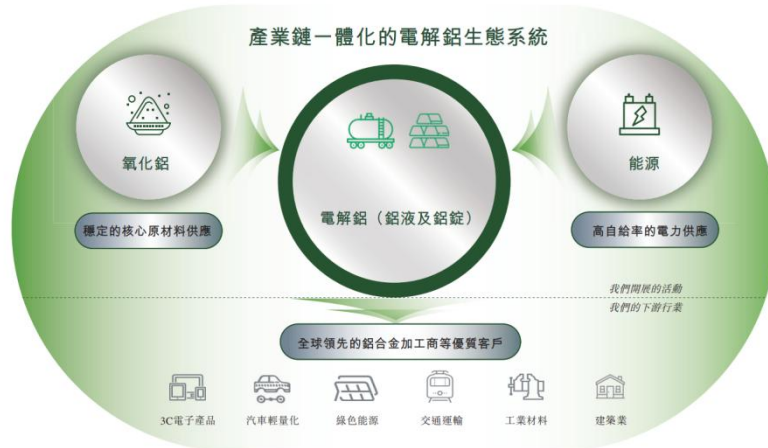 產業鏈一體化的電解鋁生態系統
氧化鋁
電解鋁（鋁液及鋁錠）
能源
穩定的核心原材料供應
高自給率的電力供應
我們開展的活動
我們的下游行業
全球領先的鋁合金加工商等優質客戶
3C電子產品
汽車輕量化
綠色能源
交通運輸
工業材料
建築業